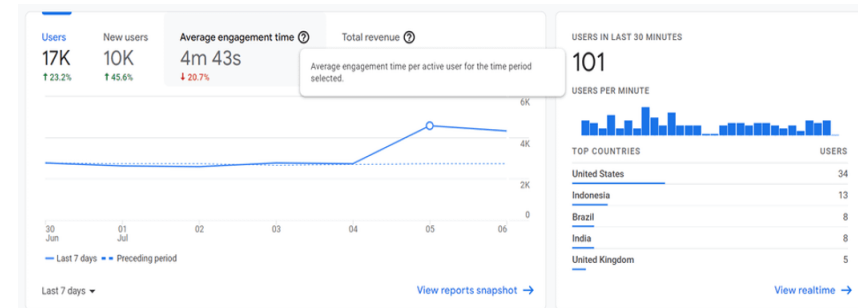 Users New users Average engagement time Total revenue
17K 10K 4m 43s
↑ 23.2% ↑ 45.6% ↓ 20.7%
Average engagement time per active user for the time period
selected.
6K
4K
2K
0
30 01 02 03 04 05 06
Jun Jul
Last 7 days Preceding period
Last 7 days View reports snapshot →
USERS IN LAST 30 MINUTES
101
USERS PER MINUTE
TOP COUNTRIES USERS
United States 34
Indonesia 13
Brazil 8
India 8
United Kingdom 5
View realtime →